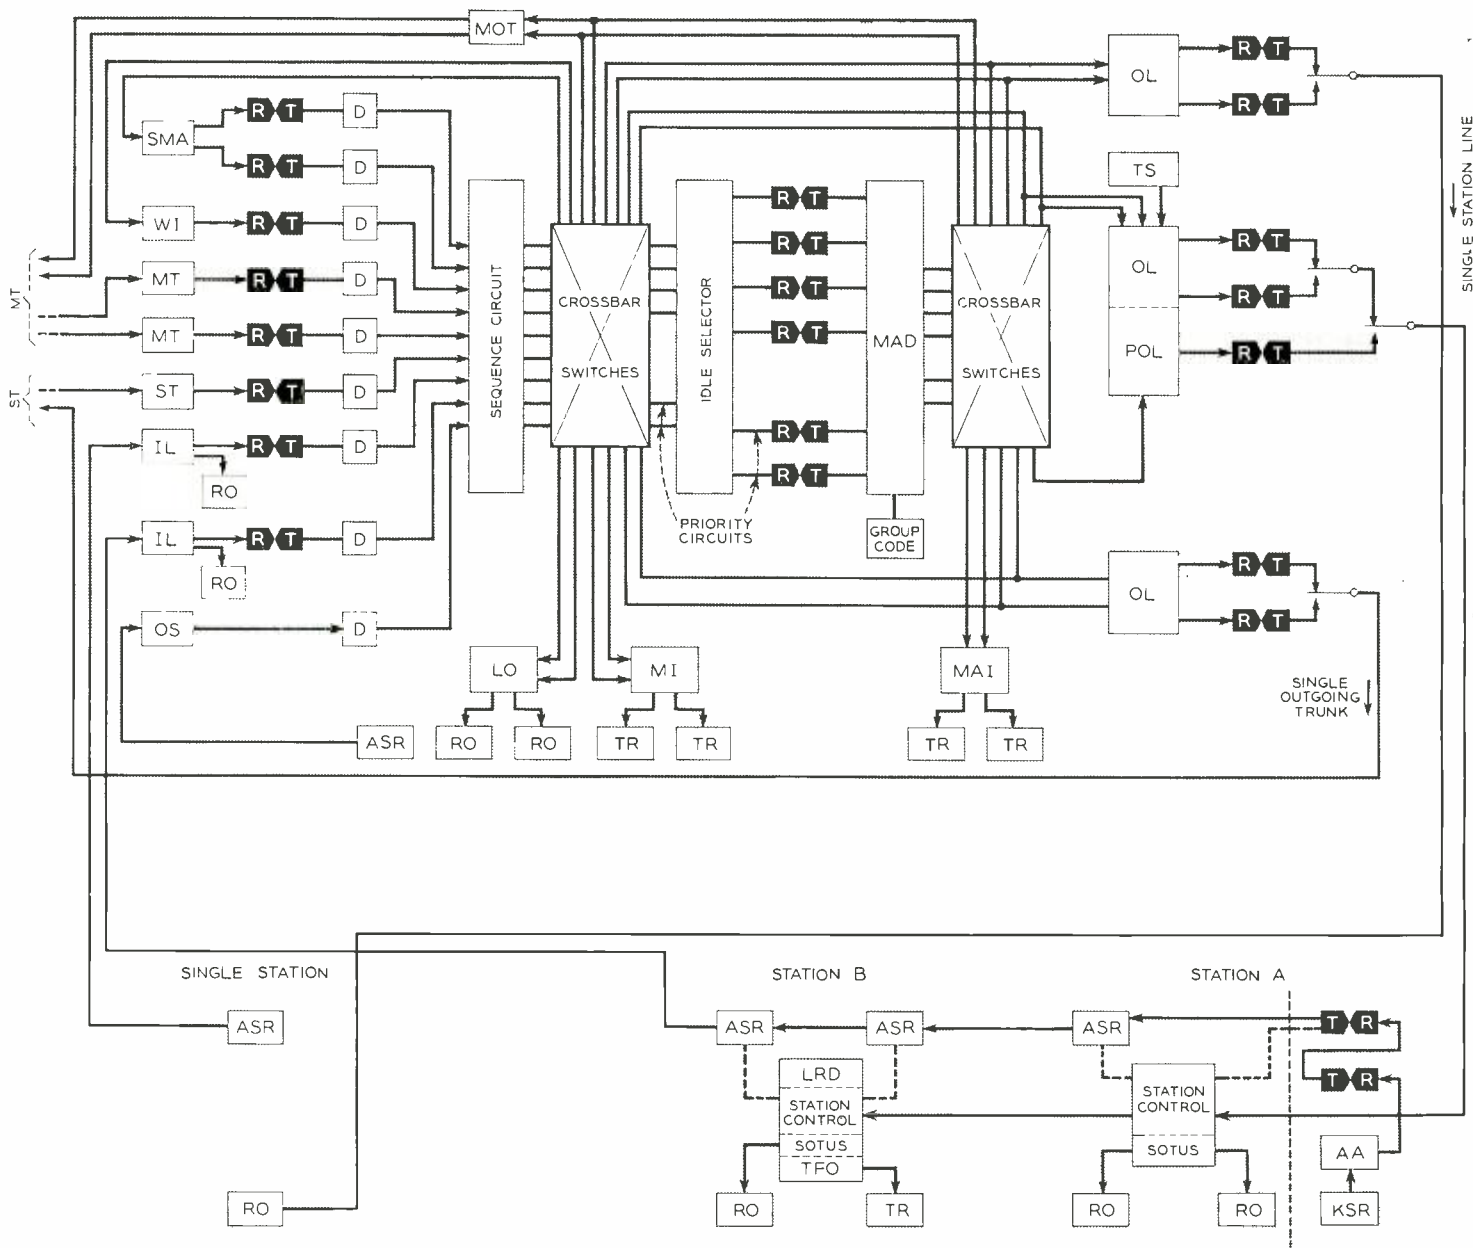 MOT
R T
OL
R T
SMA
R T
D
R T
D
WI
R T
D
MT
MT
R T
D
MT
R T
D
ST
ST
R T
D
IL
R T
D
RO
IL
R T
D
RO
OS
D
SEQUENCE CIRCUIT
CROSSBAR
SWITCHES
IDLE SELECTOR
R T
R T
R T
R T
R T
R T
PRIORITY
CIRCUITS
MAD
GROUP
CODE
CROSSBAR
SWITCHES
TS
OL
POL
R T
R T
R T
SINGLE STATION LINE
OL
R T
R T
SINGLE
OUTGOING
TRUNK
LO
MI
MAI
ASR
RO
RO
TR
TR
TR
TR
SINGLE STATION
STATION B
STATION A
ASR
ASR
ASR
ASR
T R
T R
LRD
STATION
CONTROL
SOTUS
TFO
STATION
CONTROL
SOTUS
AA
RO
RO
TR
RO
RO
KSR